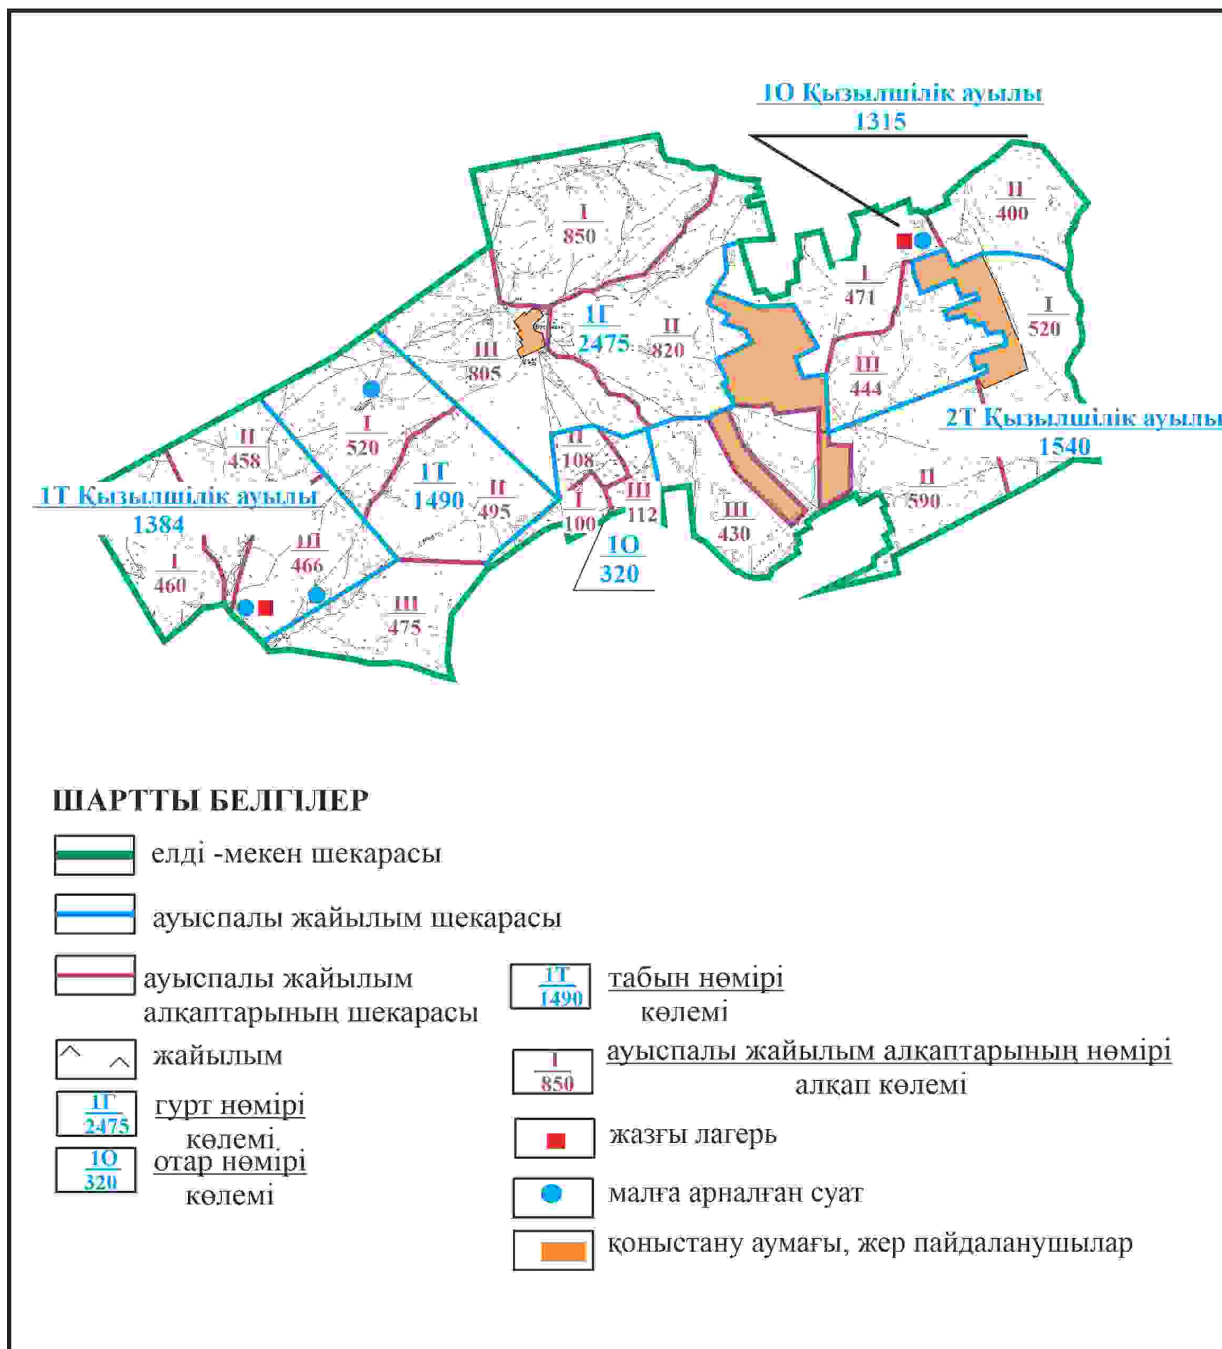 1О Қызылшілік ауылы
1315
II
400
I
850
I
471
I
520
1Г
2475
II
820
III
805
III
444
2Т Қызылшілік ауылы
1540
I
520
II
458
II
108
1Т
1490
II
495
1Т Қызылшілік ауылы
1384
III
466
I
100
III
112
III
430
II
590
I
460
1О
320
III
475
ШАРТТЫ БЕЛГІЛЕР
елді -мекен шекарасы
ауыспалы жайылым шекарасы
ауыспалы жайылым
алқаптарының шекарасы
жайылым
1Г
2475
гурт нөмірі
көлемі
1О
320
отар нөмірі
көлемі
1Т
1490
табын нөмірі
көлемі
I
850
ауыспалы жайылым алқаптарының нөмірі
алқап көлемі
жазғы лагерь
малға арналған суат
қоныстану аумағы, жер пайдаланушылар